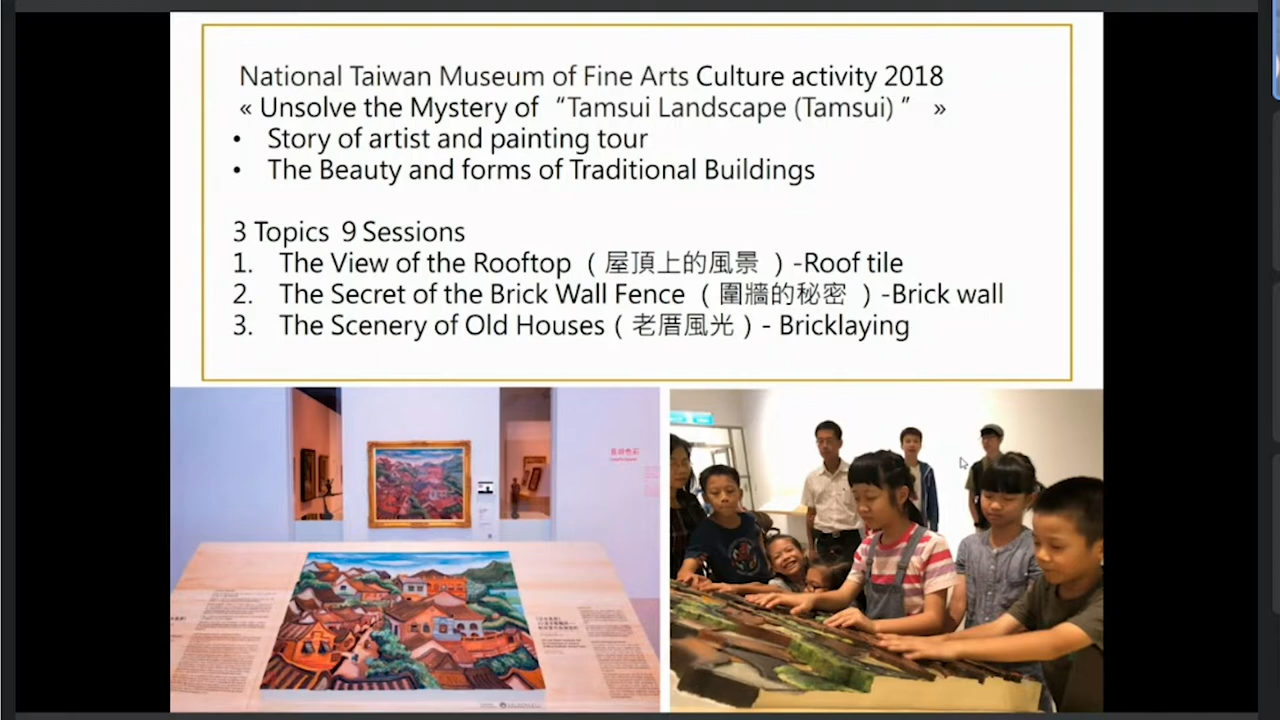 National Taiwan Museum of Fine Arts Culture activity 2018
« Unsolve the Mystery of “Tamsui Landscape (Tamsui) ” »
• Story of artist and painting tour
• The Beauty and forms of Traditional Buildings
3 Topics 9 Sessions
1. The View of the Rooftop （屋頂上的風景 ）-Roof tile
2. The Secret of the Brick Wall Fence （圍牆的秘密 ）-Brick wall
3. The Scenery of Old Houses（老厝風光）- Bricklaying